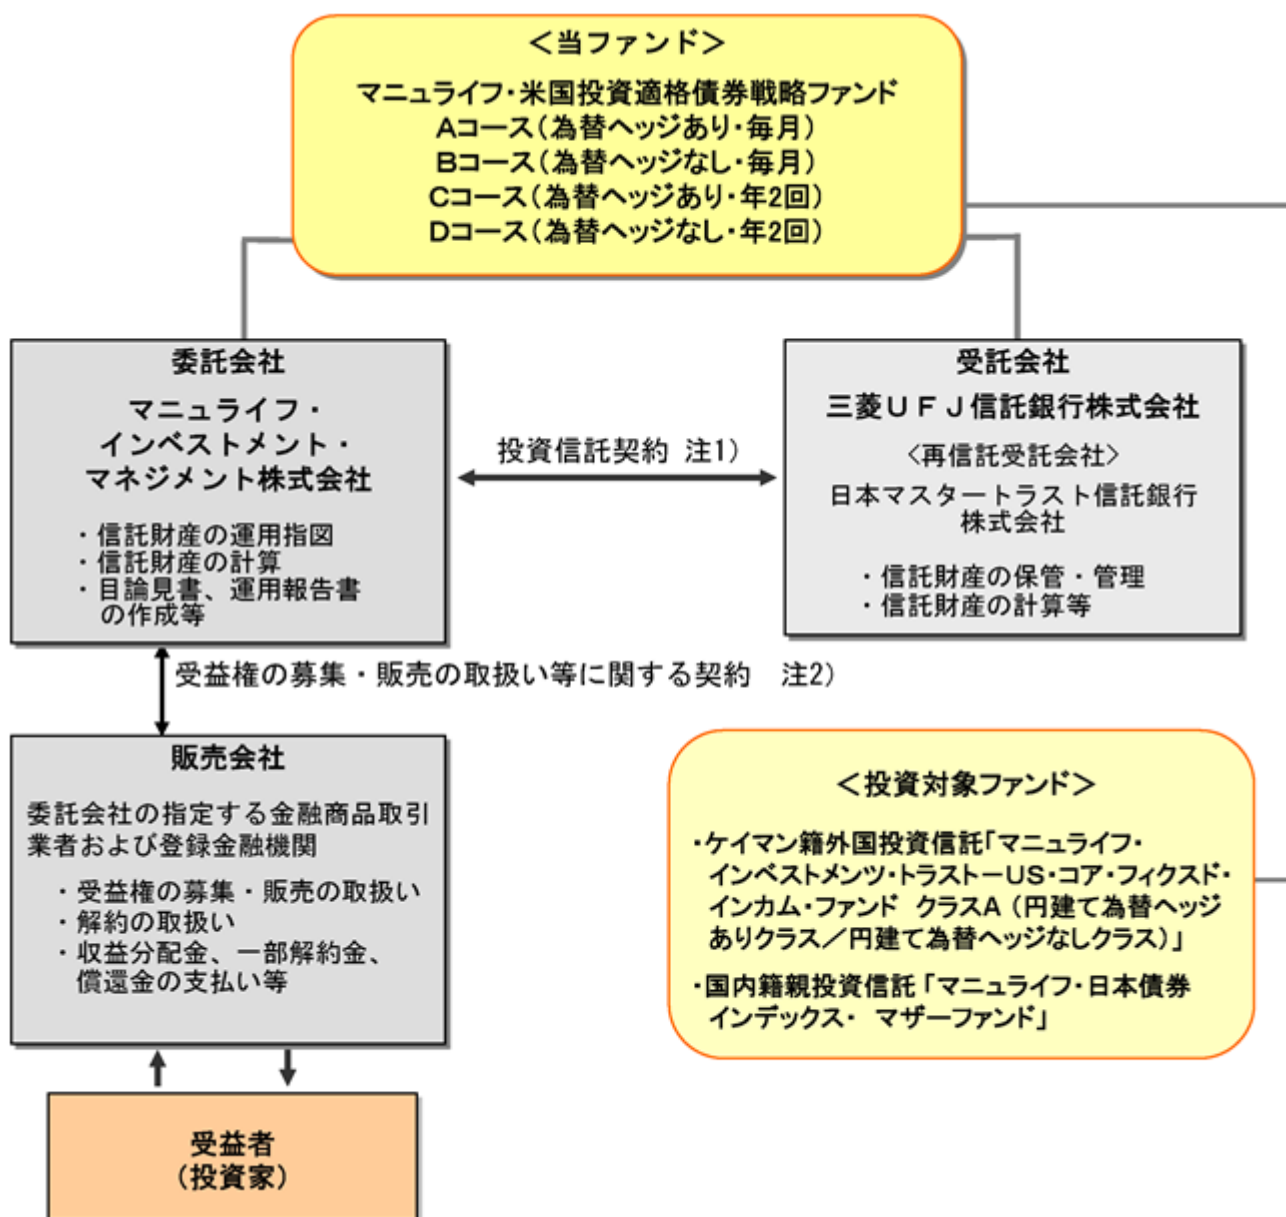 ＜当ファンド＞
マニュライフ・米国投資適格債券戦略ファンド
Aコース（為替ヘッジあり・毎月）
Bコース（為替ヘッジなし・毎月）
Cコース（為替ヘッジあり・年2回）
Dコース（為替ヘッジなし・年2回）
委託会社
マニュライフ・
インベストメント・
マネジメント株式会社
・信託財産の運用指図
・信託財産の計算
・目論見書、運用報告書
の作成等
投資信託契約 注1）
受託会社
三菱ＵＦＪ信託銀行株式会社
〈再信託受託会社〉
日本マスタートラスト信託銀行
株式会社
・信託財産の保管・管理
・信託財産の計算等
受益権の募集・販売の取扱い等に関する契約　注2）
販売会社
委託会社の指定する金融商品取引
業者および登録金融機関
・受益権の募集・販売の取扱い
・解約の取扱い
・収益分配金、一部解約金、
償還金の支払い等
＜投資対象ファンド＞
・ケイマン籍外国投資信託「マニュライフ・
インベストメンツ・トラストーUS・コア・フィクスド・
インカム・ファンド　クラスA（円建て為替ヘッジ
ありクラス／円建て為替ヘッジなしクラス）」
・国内籍親投資信託「マニュライフ・日本債券
インデックス・　マザーファンド」
受益者
（投資家）